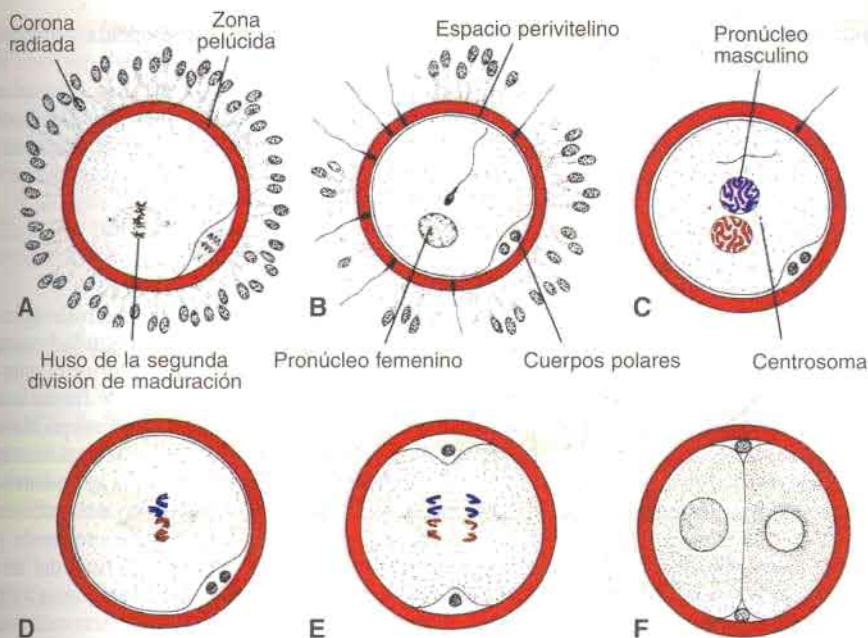 Corona
radiada
Zona
pelúcida
Espacio perivitelino
Pronúcleo
masculino
A
B
C
Huso de la segunda
división de maduración
Pronúcleo femenino
Cuerpos polares
Centrosoma
D
E
F